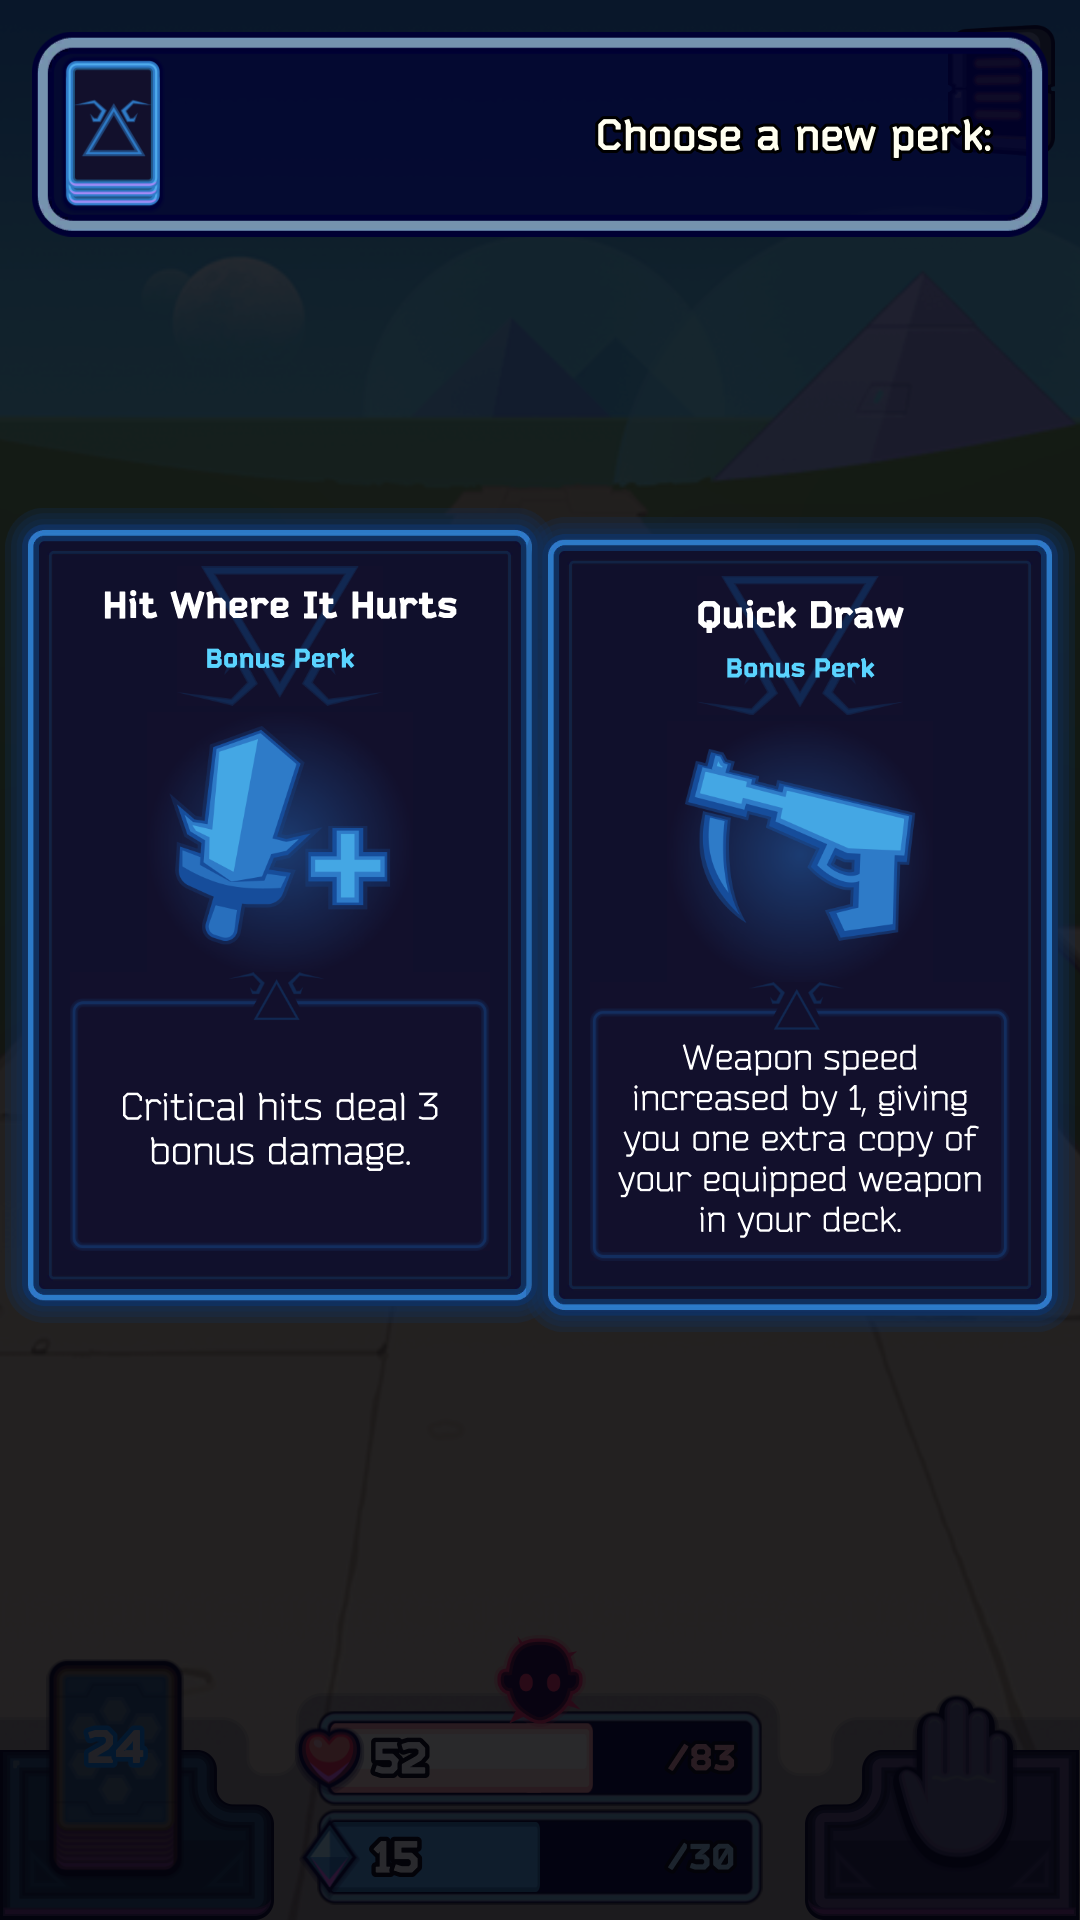 Choose a new perk:
Hit Where It Hurts
Bonus Perk
Critical hits deal 3
bonus damage.
Quick Draw
Bonus Perk
Weapon speed
increased by 1, giving
you one extra copy of
your equipped weapon
in your deck.
24
52 /83
15 /30